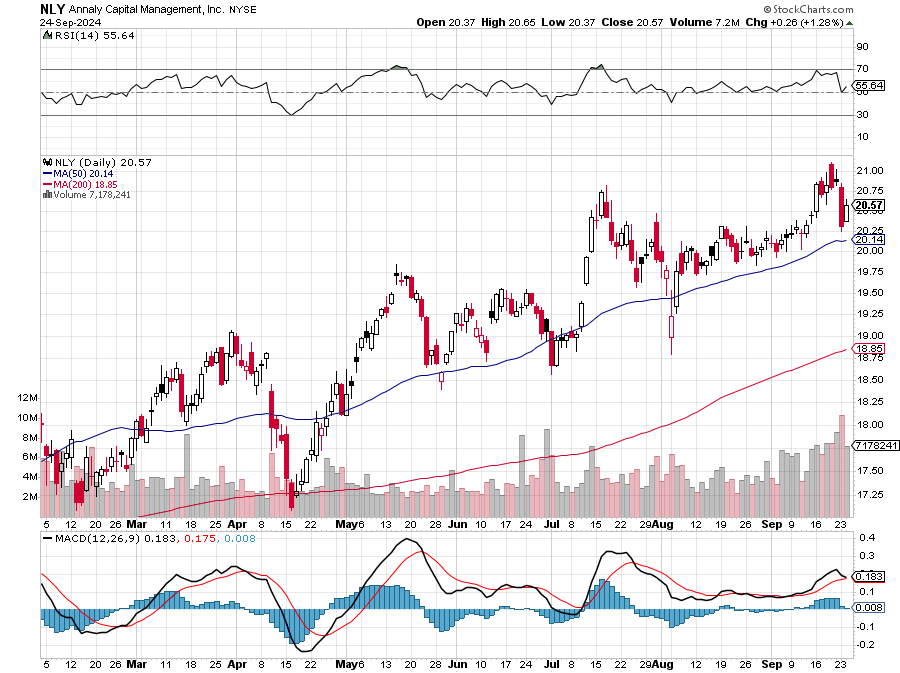 NLY Annaly Capital Management, Inc. NYSE
© StockCharts.com
24-Sep-2024
Open 20.37 High 20.65 Low 20.37 Close 20.57 Volume 7.2M Chg +0.26 (+1.28%)
RSI(14) 55.64
90
70
55.64
50
30
10
NLY (Daily) 20.57
MA(50) 20.14
MA(200) 18.85
Volume 7,178,241
21.00
20.75
20.57
20.50
20.25
20.14
20.00
19.75
19.50
19.25
19.00
18.85
18.75
18.50
18.25
18.00
7178241
17.50
17.25
12M
10M
8M
6M
4M
2M
5 12 20 26 Mar 11 18 25 Apr 8 15 22 May 6 13 20 28 Jun 10 17 24 Jul 8 15 22 29 Aug 12 19 26 Sep 9 16 23
MACD(12,26,9) 0.183, 0.175, 0.008
0.4
0.3
0.183
0.1
0.008
-0.1
-0.2
5 12 20 26 Mar 11 18 25 Apr 8 15 22 May 6 13 20 28 Jun 10 17 24 Jul 8 15 22 29 Aug 12 19 26 Sep 9 16 23